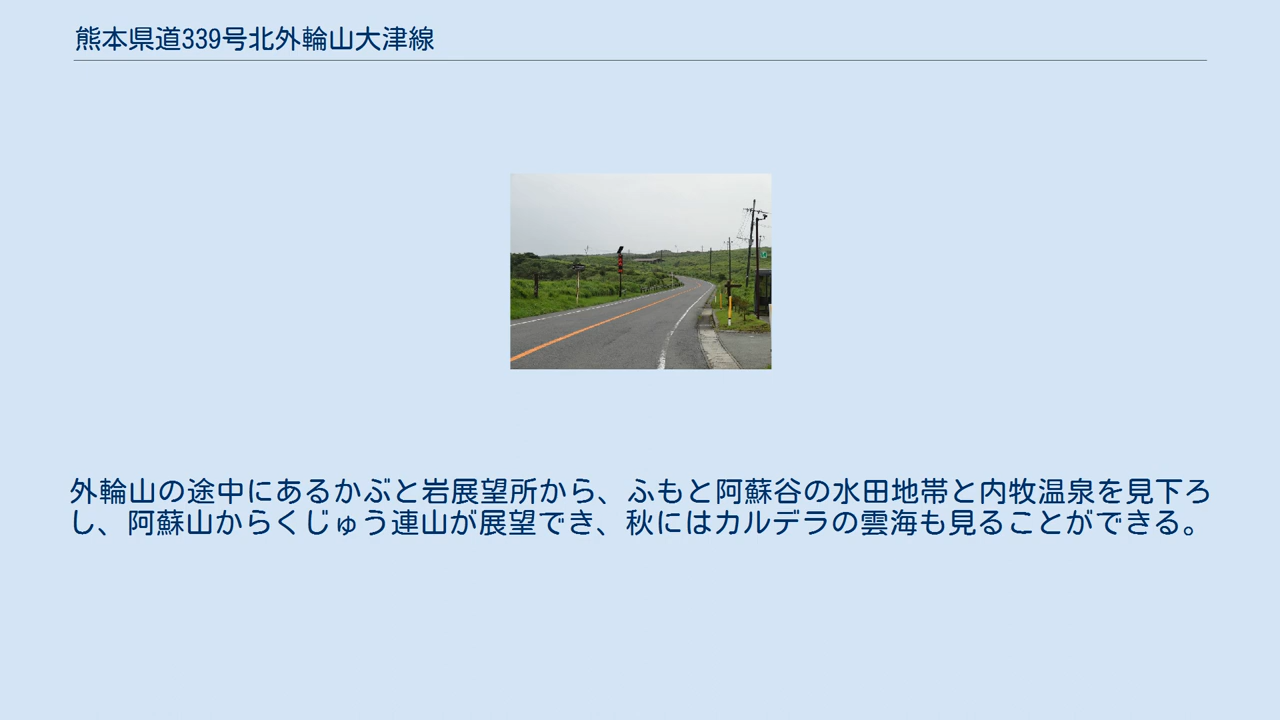 熊本県道339号北外輪山大津線
外輪山の途中にあるかぶと岩展望所から、ふもと阿蘇谷の水田地帯と内牧温泉を見下ろ
し、阿蘇山からくじゅう連山が展望でき、秋にはカルデラの雲海も見ることができる。